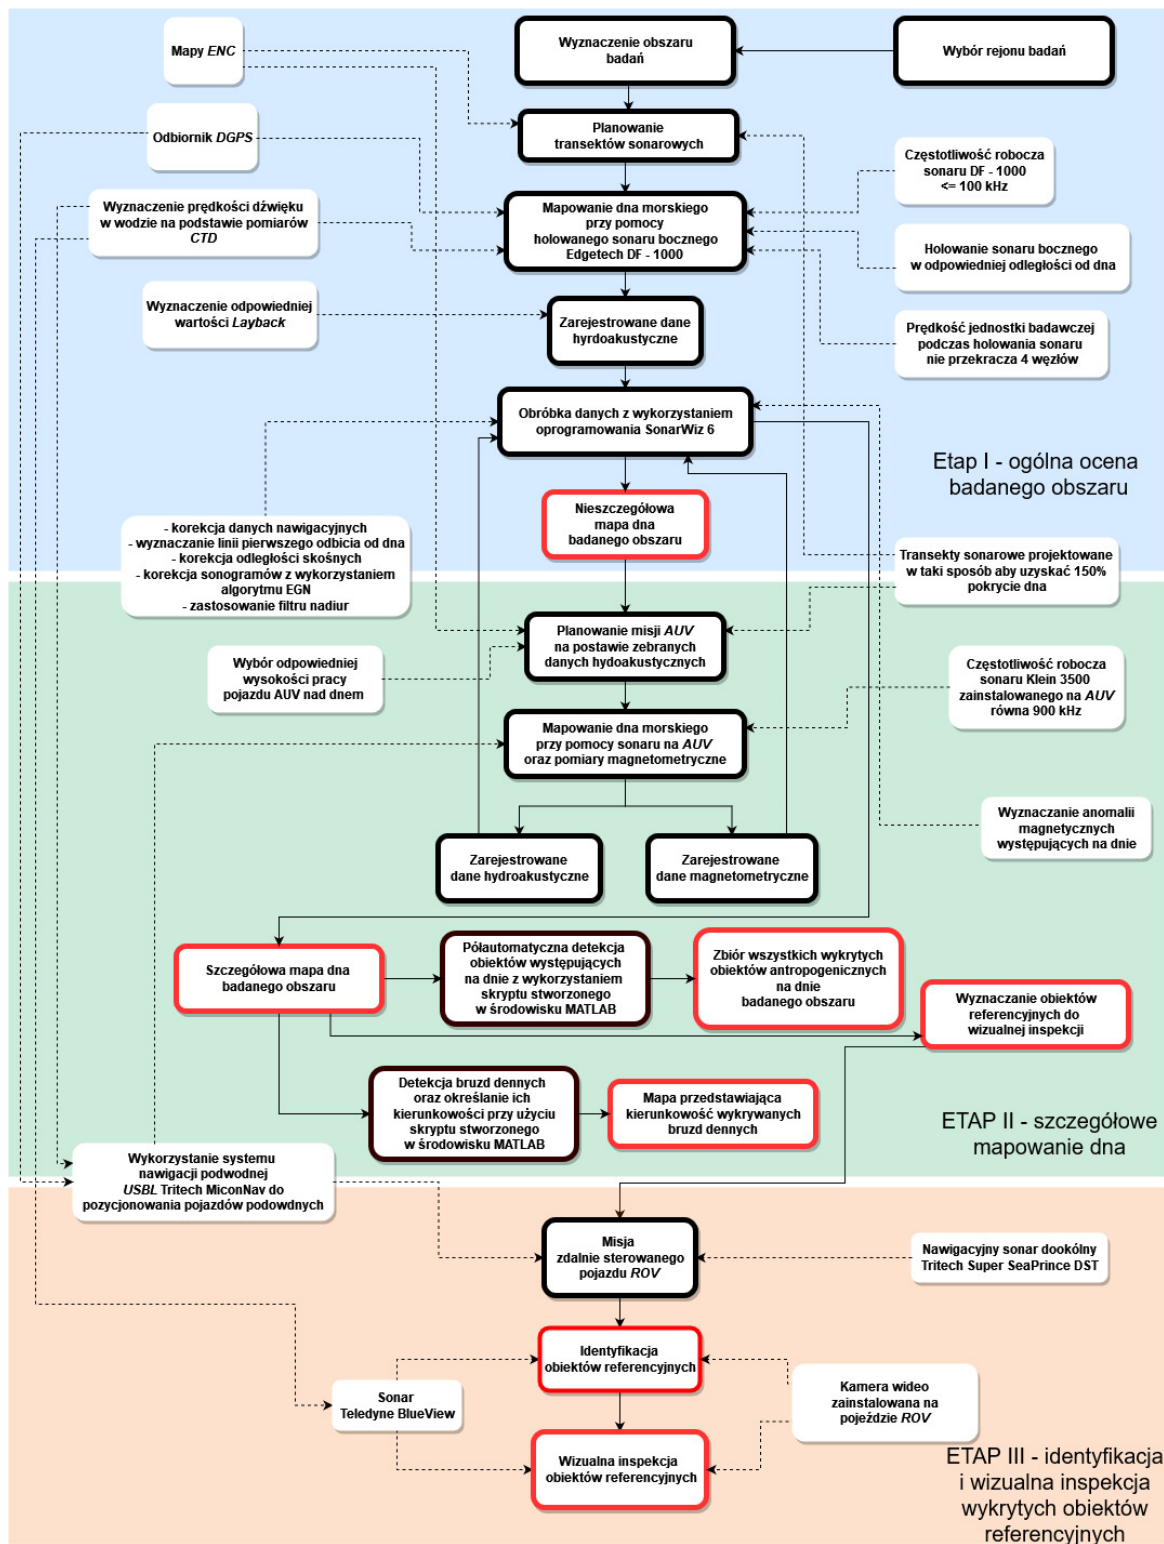 Mapy ENC
Wyznaczenie obszaru
badań
Wybór rejonu badań
Odbiornik DGPS
Planowanie
transektów sonarowych
Częstotliwość robocza
sonaru DF - 1000
<= 100 kHz
Wyznaczenie prędkości dźwięku
w wodzie na podstawie pomiarów
CTD
Mapowanie dna morskiego
przy pomocy
holowanego sonaru bocznego
Edgetech DF - 1000
Holowanie sonaru bocznego
w odpowiedniej odległości od dna
Wyznaczenie odpowiedniej
wartości Layback
Zarejestrowane dane
hyrdoakustyczne
Prędkość jednostki badawczej
podczas holowania sonaru
nie przekracza 4 węzłów
Obróbka danych z wykorzystaniem
oprogramowania SonarWiz 6
Etap I - ogólna ocena
badanego obszaru
Nieszczegółowa
mapa dna
badanego obszaru
- korekcja danych nawigacyjnych
- wyznaczanie linii pierwszego odbicia od dna
- korekcja odległości skośnych
- korekcja sonogramów z wykorzystaniem
algorytmu EGN
- zastosowanie filtru nadiur
Transekty sonarowe projektowane
w taki sposób aby uzyskać 150%
pokrycie dna
Planowanie misji AUV
na postawie zebranych
danych hydoakustycznych
Wybór odpowiedniej
wysokości pracy
pojazdu AUV nad dnem
Częstotliwość robocza
sonaru Klein 3500
zainstalowanego na AUV
równa 900 kHz
Mapowanie dna morskiego
przy pomocy sonaru na AUV
oraz pomiary magnetometryczne
Wyznaczanie anomalii
magnetycznych
występujących na dnie
Zarejestrowane
dane hydroakustyczne
Zarejestrowane
dane magnetometryczne
Szczegółowa mapa dna
badanego obszaru
Półautomatyczna detekcja
obiektów występujących
na dnie z wykorzystaniem
skryptu stworzonego
w środowisku MATLAB
Zbiór wszystkich wykrytych
obiektów antropogenicznych
na dnie
badanego obszaru
Wyznaczanie obiektów
referencyjnych do
wizualnej inspekcji
Detekcja bruzd dennych
oraz określanie ich
kierunkowości przy użyciu
skryptu stworzonego
w środowisku MATLAB
Mapa przedstawiająca
kierunkowość wykrywanych
bruzd dennych
ETAP II - szczegółowe
mapowanie dna
Wykorzystanie systemu
nawigacji podwodnej
USBL Tritech MiconNav do
pozycjonowania pojazdów podowdnych
Misja
zdalnie sterowanego
pojazdu ROV
Nawigacyjny sonar dookólny
Tritech Super SeaPrince DST
Identyfikacja
obiektów referencyjnych
Sonar
Teledyne BlueView
Kamera wideo
zainstalowana na
pojeździe ROV
Wizualna inspekcja
obiektów referencyjnych
ETAP III - identyfikacja
i wizualna inspekcja
wykrytych obiektów
referencyjnych